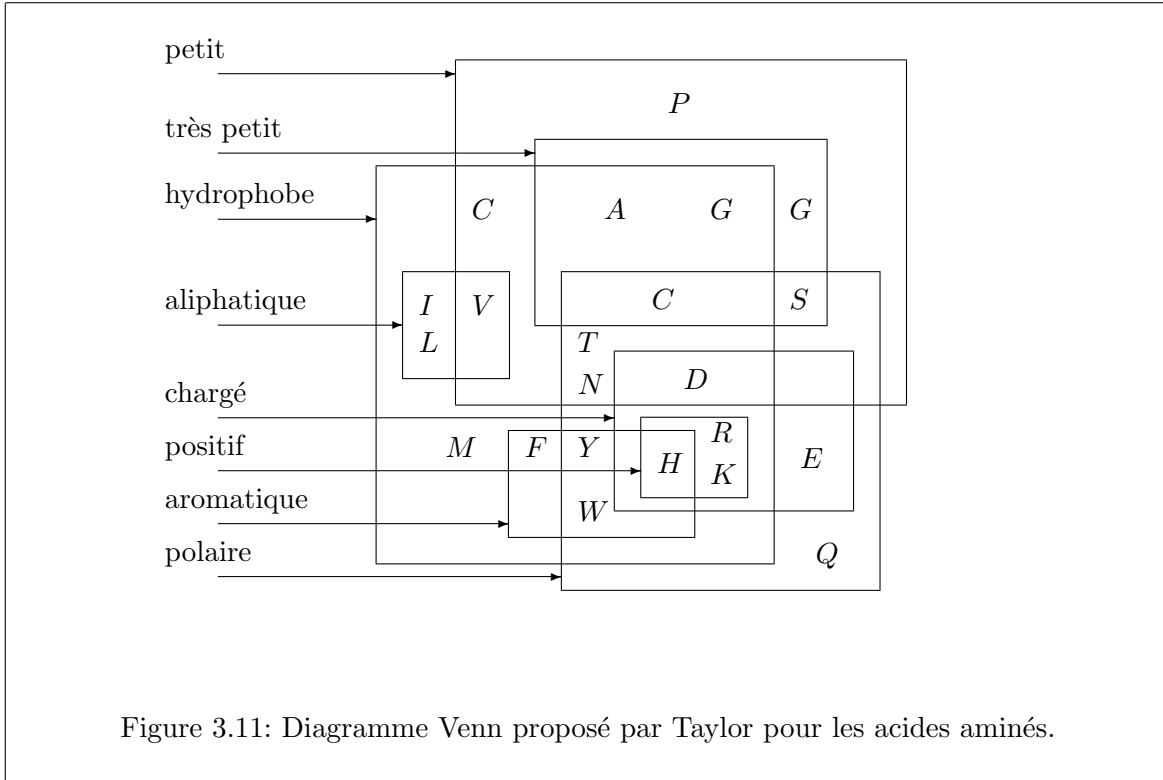 petit
P
très petit
hydrophobe
C A G G
aliphatique
I V C S
L T
chargé
N D
positif
M F Y H R E
K
aromatique
W
polaire
Q
Figure 3.11: Diagramme Venn proposé par Taylor pour les acides aminés.